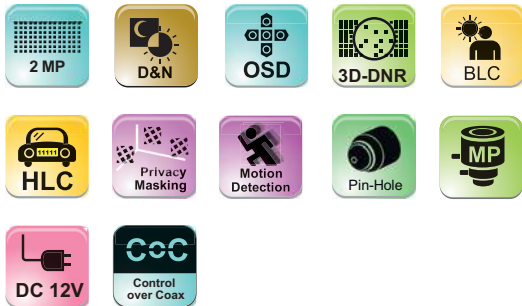 2 MP
D&N
OSD
3D-DNR
BLC
HLC
Privacy
Masking
Motion
Detection
Pin-Hole
MP
DC 12V
CoC
Control
over Coax